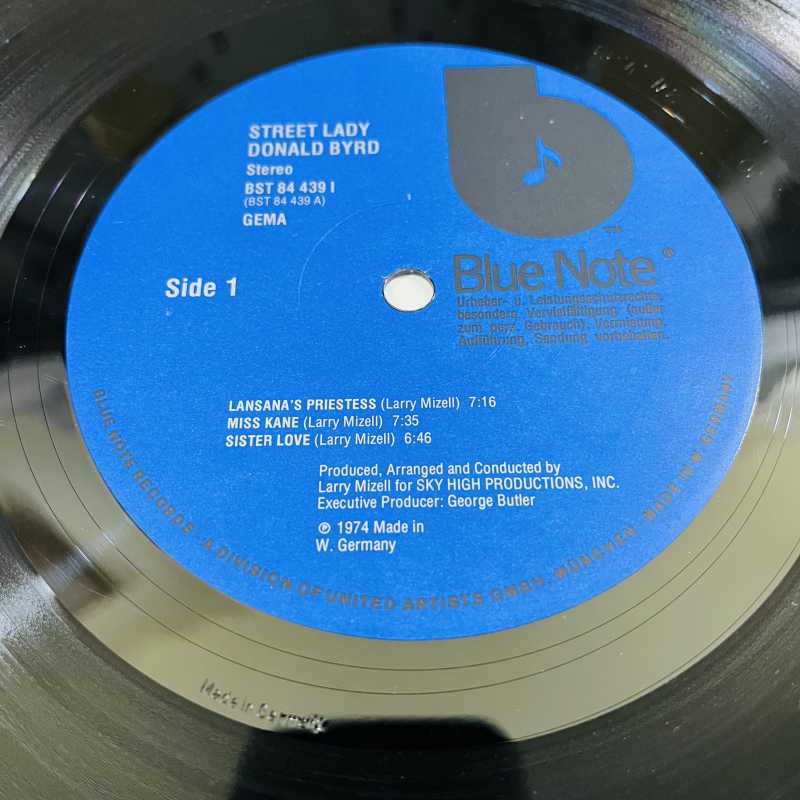 STREET LADY
DONALD BYRD
Stereo
BST 84 439 I
(BST 84 439 A)
GEMA
Side 1
TM
Blue Note ®
Urheber- u. Leistungsschutzrechte,
besondere, Vervielfältigung (außer
zum pers. Gebrauch), Vermietung,
Aufführung, Sendung vorbehalten.
LANSANA'S PRIESTESS (Larry Mizell) 7:16
MISS KANE (Larry Mizell) 7:35
SISTER LOVE (Larry Mizell) 6:46
Produced, Arranged and Conducted by
Larry Mizell for SKY HIGH PRODUCTIONS, INC.
Executive Producer: George Butler
℗ 1974 Made in
W. Germany
BLUE NOTE RECORDS · A DIVISION OF UNITED ARTISTS GMBH, MÜNCHEN · MADE IN W. GERMANY
Made in Germany